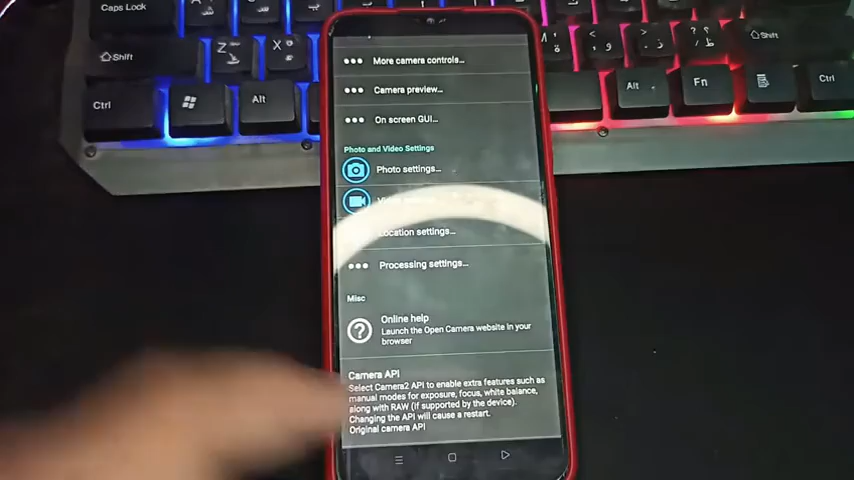 Caps Lock
Shift
Z
X
Ctrl
Alt
Alt
Fn
Ctrl
Shift
More camera controls...
Camera preview...
On screen GUI...
Photo and Video Settings
Photo settings...
Location settings...
Processing settings...
Misc
Online help
Launch the Open Camera website in your
browser
Camera API
Select Camera2 API to enable extra features such as
manual modes for exposure, focus, white balance,
along with RAW (if supported by the device).
Changing the API will cause a restart.
Original camera API